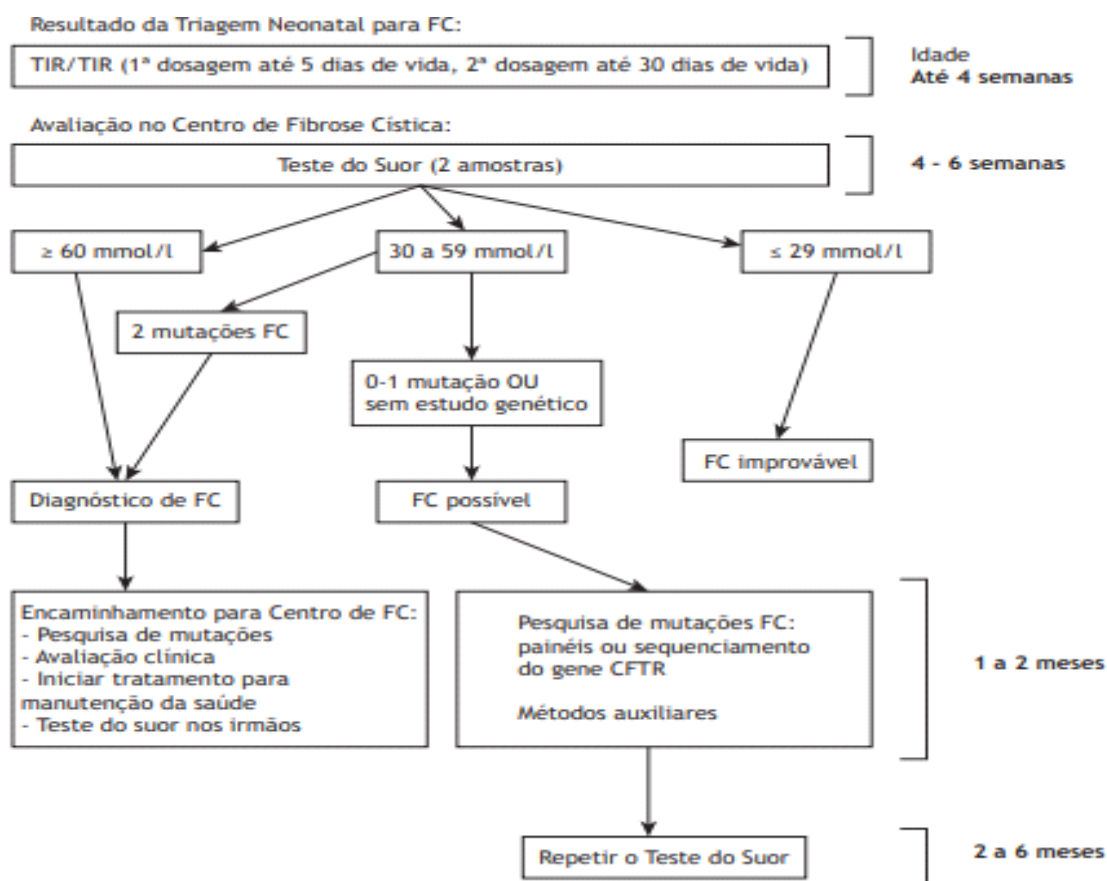 Resultado da Triagem Neonatal para FC:
TIR/TIR (1ª dosagem até 5 dias de vida, 2ª dosagem até 30 dias de vida)
Idade
Até 4 semanas
Avaliação no Centro de Fibrose Cística:
Teste do Suor (2 amostras)
4 - 6 semanas
≥ 60 mmol/l
30 a 59 mmol/l
≤ 29 mmol/l
2 mutações FC
0-1 mutação OU
sem estudo genético
FC improvável
Diagnóstico de FC
FC possível
Encaminhamento para Centro de FC:
- Pesquisa de mutações
- Avaliação clínica
- Iniciar tratamento para
manutenção da saúde
- Teste do suor nos irmãos
Pesquisa de mutações FC:
painéis ou sequenciamento
do gene CFTR
Métodos auxiliares
1 a 2 meses
Repetir o Teste do Suor
2 a 6 meses